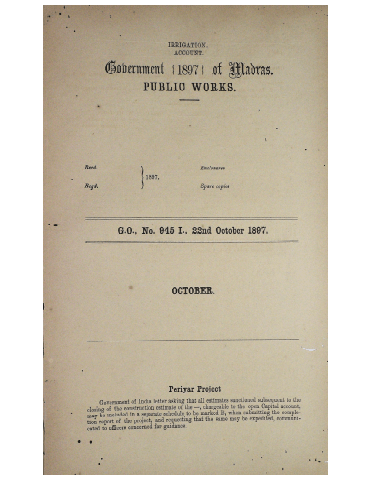 IRRIGATION.
ACCOUNT.
Government {1897} of Madras.
PUBLIC WORKS.
Recd. Enclosures
} 1897.
Regd. Spare copies
G.O., No. 945 I., 22nd October 1897.
OCTOBER.
Periyar Project
Government of India letter asking that all estimates sanctioned subsequent to the
closing of the construction estimate of the —, chargeable to the open Capital account,
may be included in a separate schedule to be marked B, when submitting the comple-
tion report of the project, and requesting that the same may be expedited, communi-
cated to officers concerned for guidance